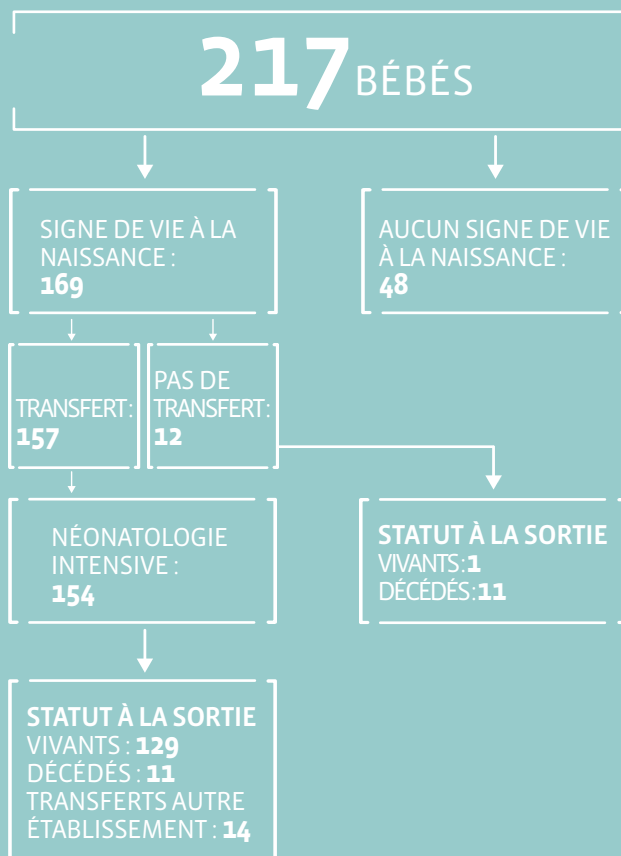 217 BÉBÉS
SIGNE DE VIE À LA
NAISSANCE :
169
AUCUN SIGNE DE VIE
À LA NAISSANCE :
48
TRANSFERT :
157
PAS DE
TRANSFERT :
12
NÉONATOLOGIE
INTENSIVE :
154
STATUT À LA SORTIE
VIVANTS : 1
DÉCÉDÉS : 11
STATUT À LA SORTIE
VIVANTS : 129
DÉCÉDÉS : 11
TRANSFERTS AUTRE
ÉTABLISSEMENT : 14